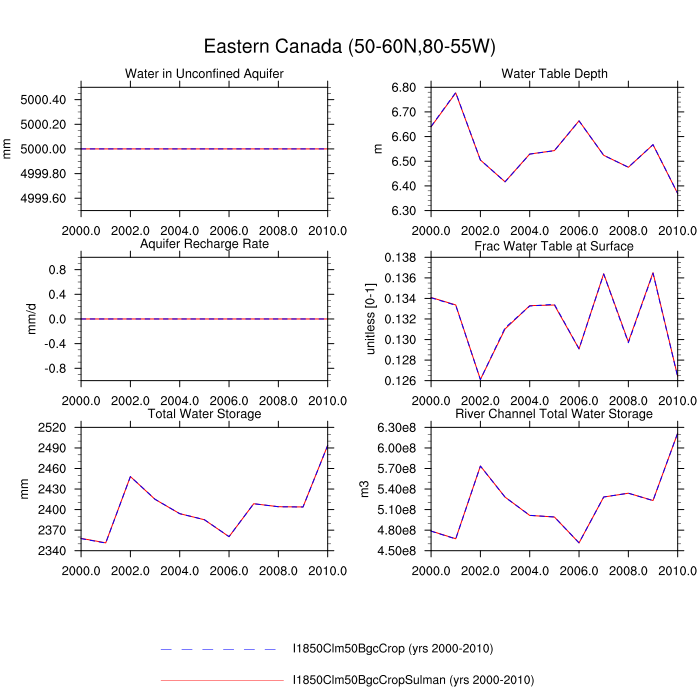 Eastern Canada (50-60N,80-55W)
Water in Unconfined Aquifer
5000.40
5000.20
5000.00
4999.80
4999.60
mm
2000.0 2002.0 2004.0 2006.0 2008.0 2010.0
Water Table Depth
6.80
6.70
6.60
6.50
6.40
6.30
m
2000.0 2002.0 2004.0 2006.0 2008.0 2010.0
Aquifer Recharge Rate
0.8
0.4
0.0
-0.4
-0.8
mm/d
2000.0 2002.0 2004.0 2006.0 2008.0 2010.0
Frac Water Table at Surface
0.138
0.136
0.134
0.132
0.130
0.128
0.126
unitless [0-1]
2000.0 2002.0 2004.0 2006.0 2008.0 2010.0
Total Water Storage
2520
2490
2460
2430
2400
2370
2340
mm
2000.0 2002.0 2004.0 2006.0 2008.0 2010.0
River Channel Total Water Storage
6.30e8
6.00e8
5.70e8
5.40e8
5.10e8
4.80e8
4.50e8
m3
2000.0 2002.0 2004.0 2006.0 2008.0 2010.0
I1850Clm50BgcCrop (yrs 2000-2010)
I1850Clm50BgcCropSulman (yrs 2000-2010)